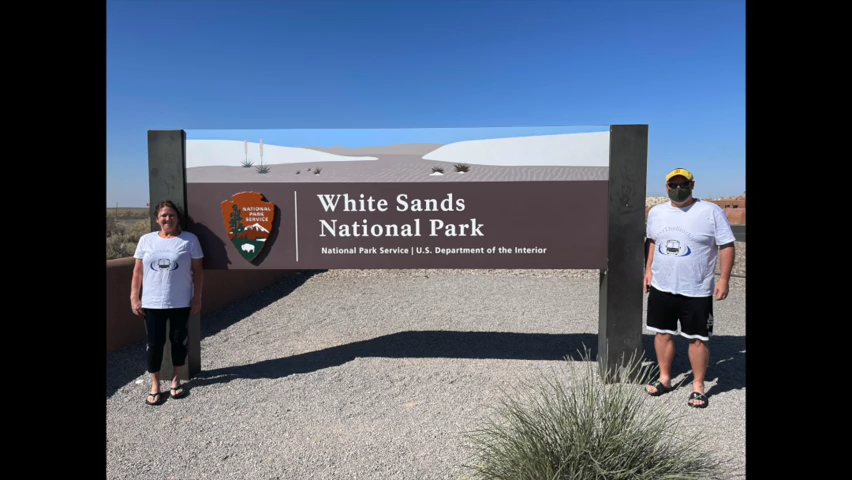 White Sands
National Park
NATIONAL
PARK
SERVICE
National Park Service | U.S. Department of the Interior